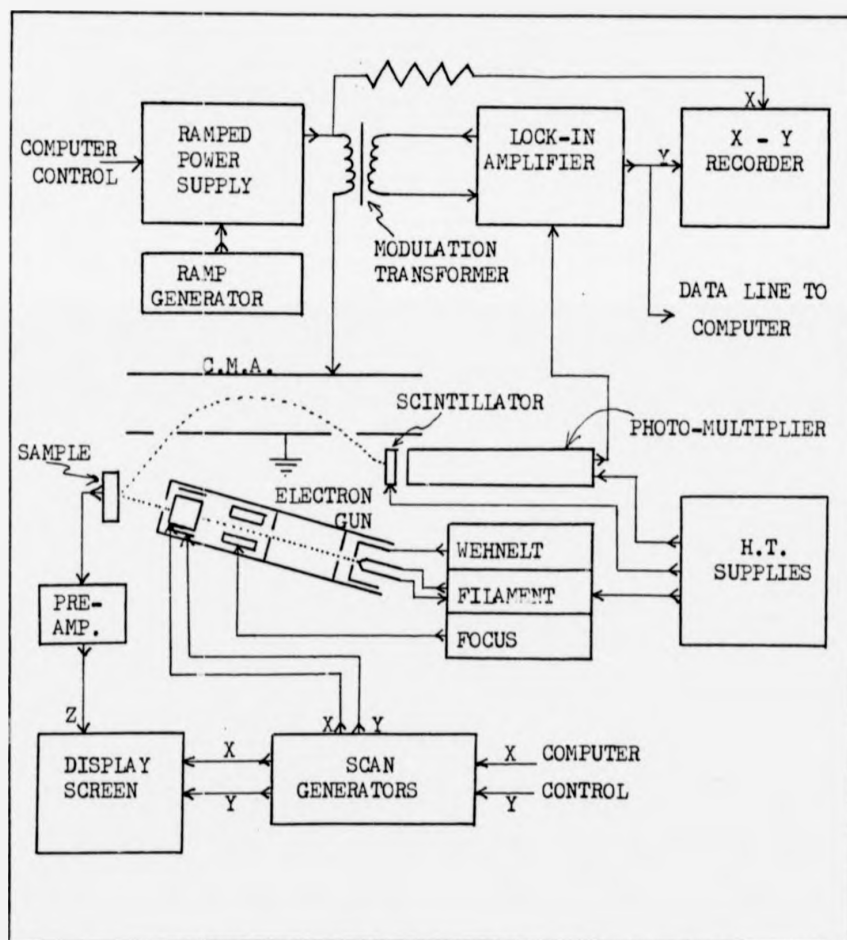 X
COMPUTER
CONTROL
RAMPED
POWER
SUPPLY
LOCK-IN
AMPLIFIER
Y
X - Y
RECORDER
MODULATION
TRANSFORMER
RAMP
GENERATOR
DATA LINE TO
COMPUTER
C.M.A.
SCINTILLATOR
PHOTO-MULTIPLIER
SAMPLE
ELECTRON
GUN
WEHNELT
FILAMENT
FOCUS
H.T.
SUPPLIES
PRE-
AMP.
Z
X Y
DISPLAY
SCREEN
X
Y
SCAN
GENERATORS
X COMPUTER
Y CONTROL